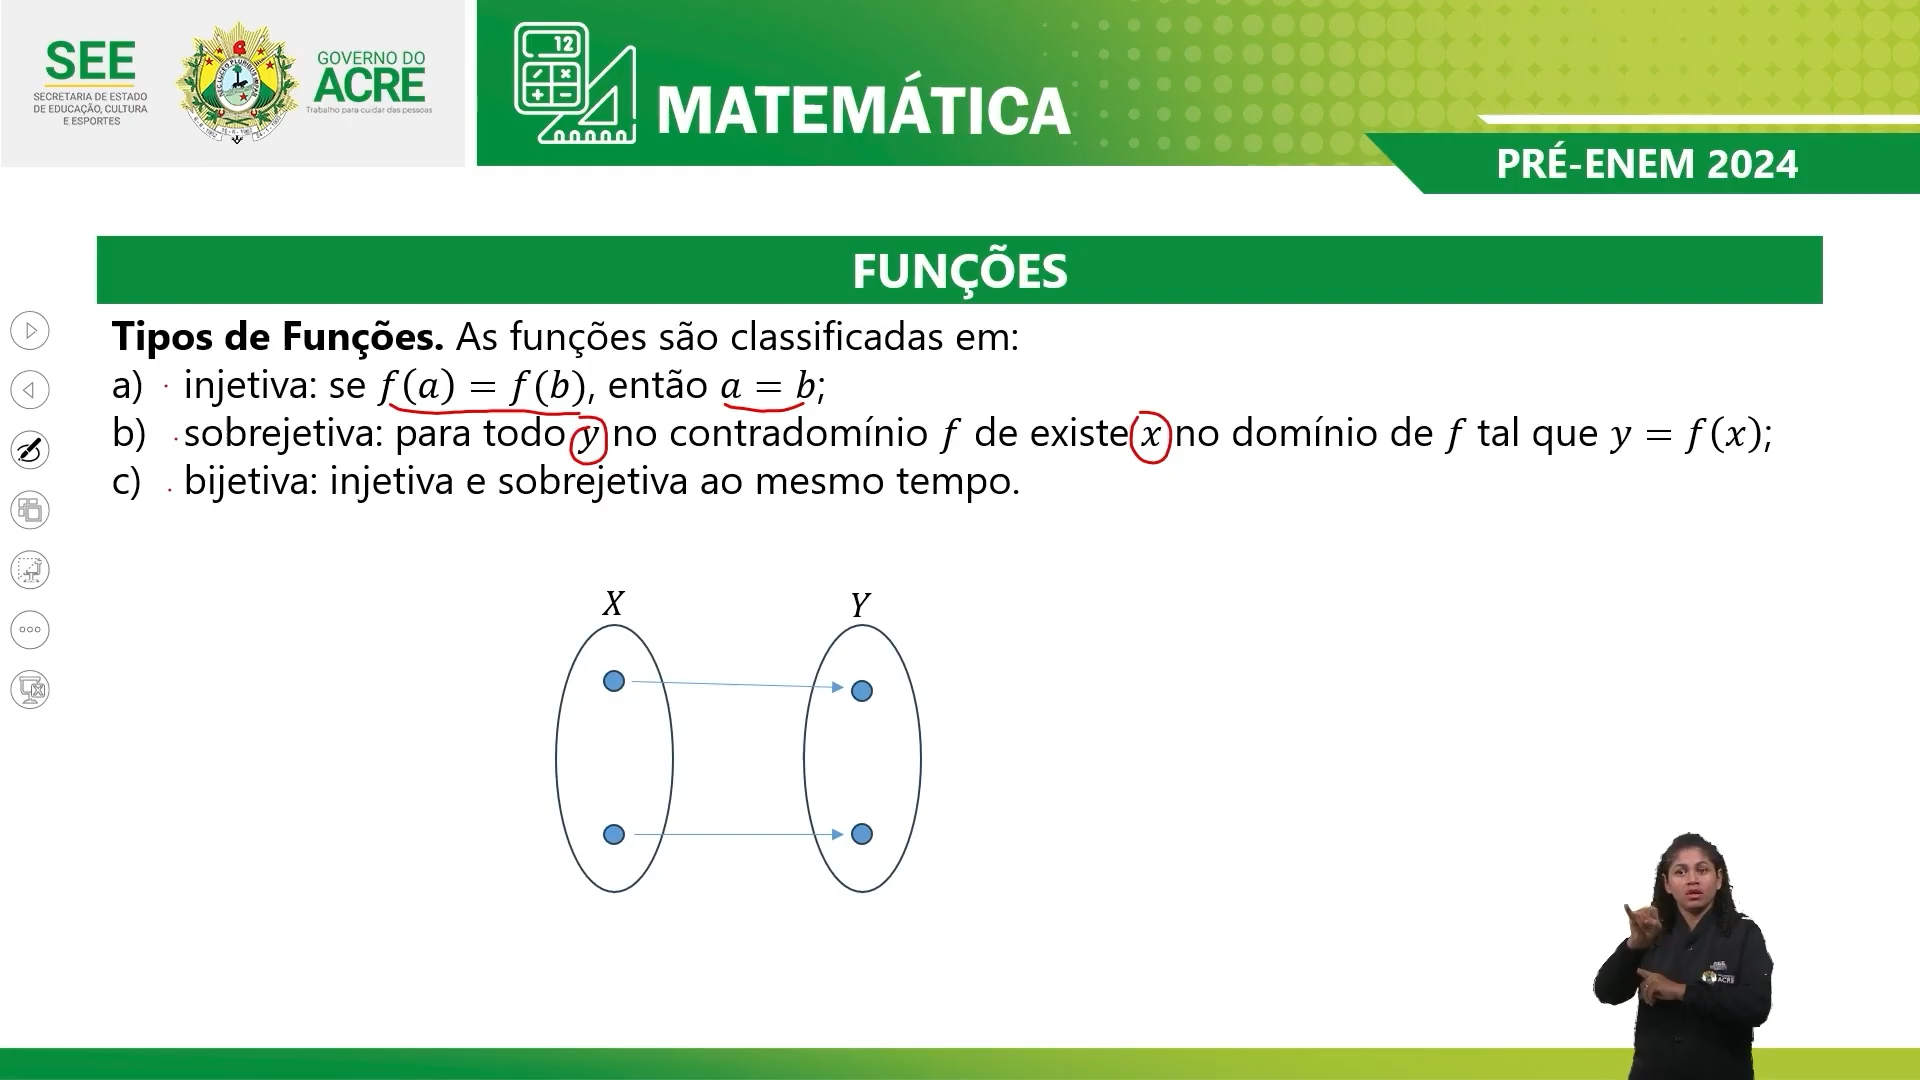 SEE
SECRETARIA DE ESTADO
DE EDUCAÇÃO, CULTURA
E ESPORTES
GOVERNO DO
ACRE
Trabalho para cuidar das pessoas
12
MATEMÁTICA
PRÉ-ENEM 2024
FUNÇÕES
Tipos de Funções. As funções são classificadas em:
a) injetiva: se f(a) = f(b), então a = b;
b) sobrejetiva: para todo y no contradomínio f de existe x no domínio de f tal que y = f(x);
c) bijetiva: injetiva e sobrejetiva ao mesmo tempo.
X
Y
SEE
ACRE